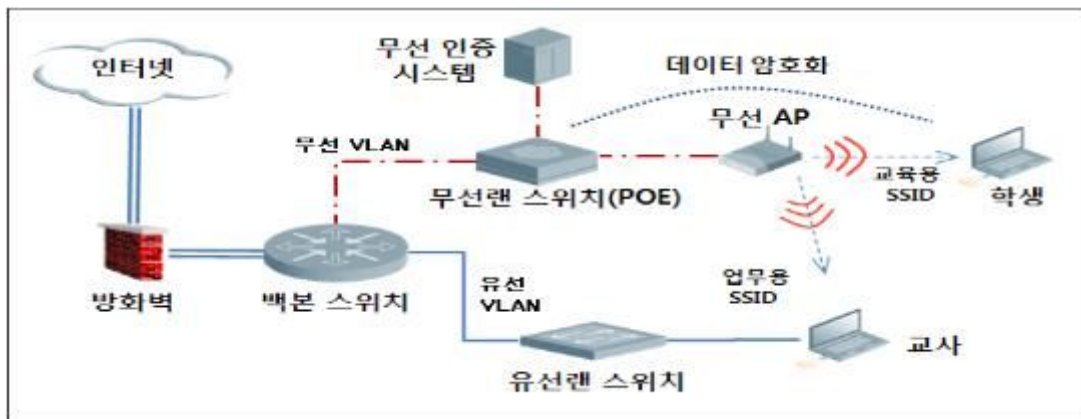 인터넷
무선 인증
시스템
데이터 암호화
무선 AP
무선 VLAN
무선랜 스위치(POE)
교육용
SSID
학생
방화벽
백본 스위치
유선
VLAN
업무용
SSID
유선랜 스위치
교사